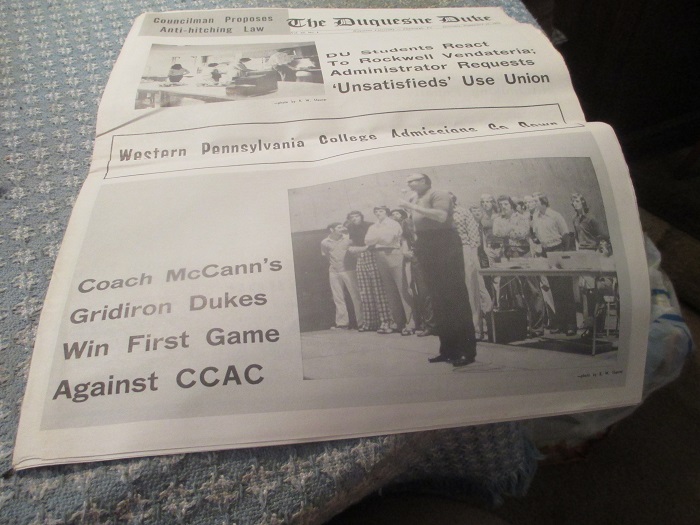 Councilman Proposes
Anti-hitching Law
The Duquesne Duke
DU Students React
To Rockwell Vendateria;
Administrator Requests
'Unsatisfieds' Use Union
Western Pennsylvania College Admissions Go Down
Coach McCann's
Gridiron Dukes
Win First Game
Against CCAC